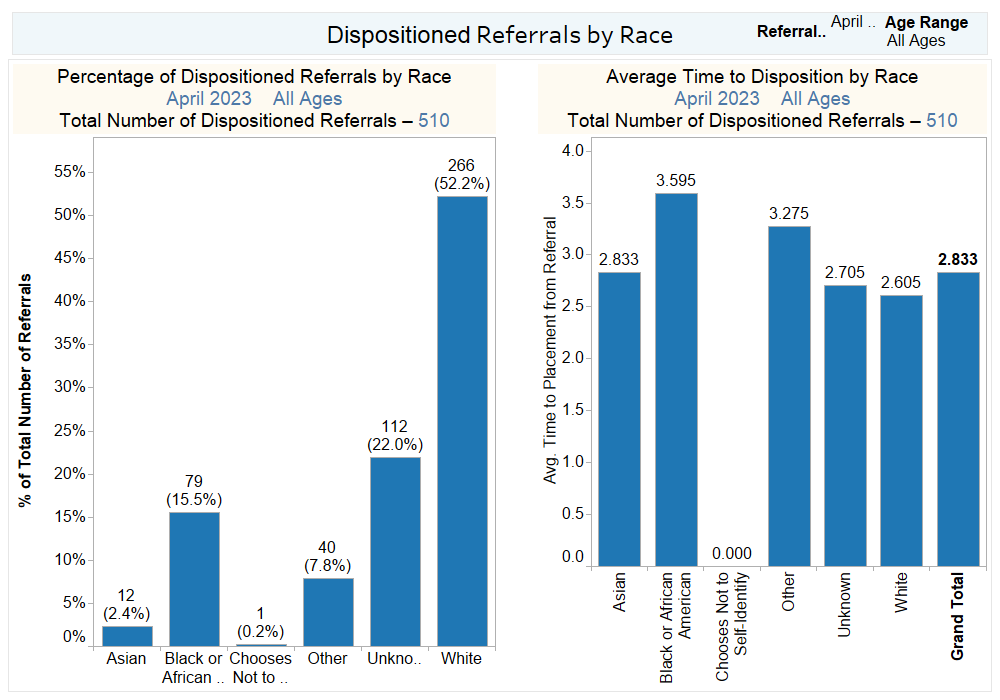 Dispositioned Referrals by Race
Referral.. April .. Age Range
All Ages
Percentage of Dispositioned Referrals by Race
April 2023 All Ages
Total Number of Dispositioned Referrals – 510
% of Total Number of Referrals
55%
50%
45%
40%
35%
30%
25%
20%
15%
10%
5%
0%
12
(2.4%)
79
(15.5%)
1
(0.2%)
40
(7.8%)
112
(22.0%)
266
(52.2%)
Asian
Black or
African ..
Chooses
Not to ..
Other
Unkno..
White
Average Time to Disposition by Race
April 2023 All Ages
Total Number of Dispositioned Referrals – 510
Avg. Time to Placement from Referral
4.0
3.5
3.0
2.5
2.0
1.5
1.0
0.5
0.0
2.833
3.595
0.000
3.275
2.705
2.605
2.833
Asian
Black or African
American
Chooses Not to
Self-Identify
Other
Unknown
White
Grand Total